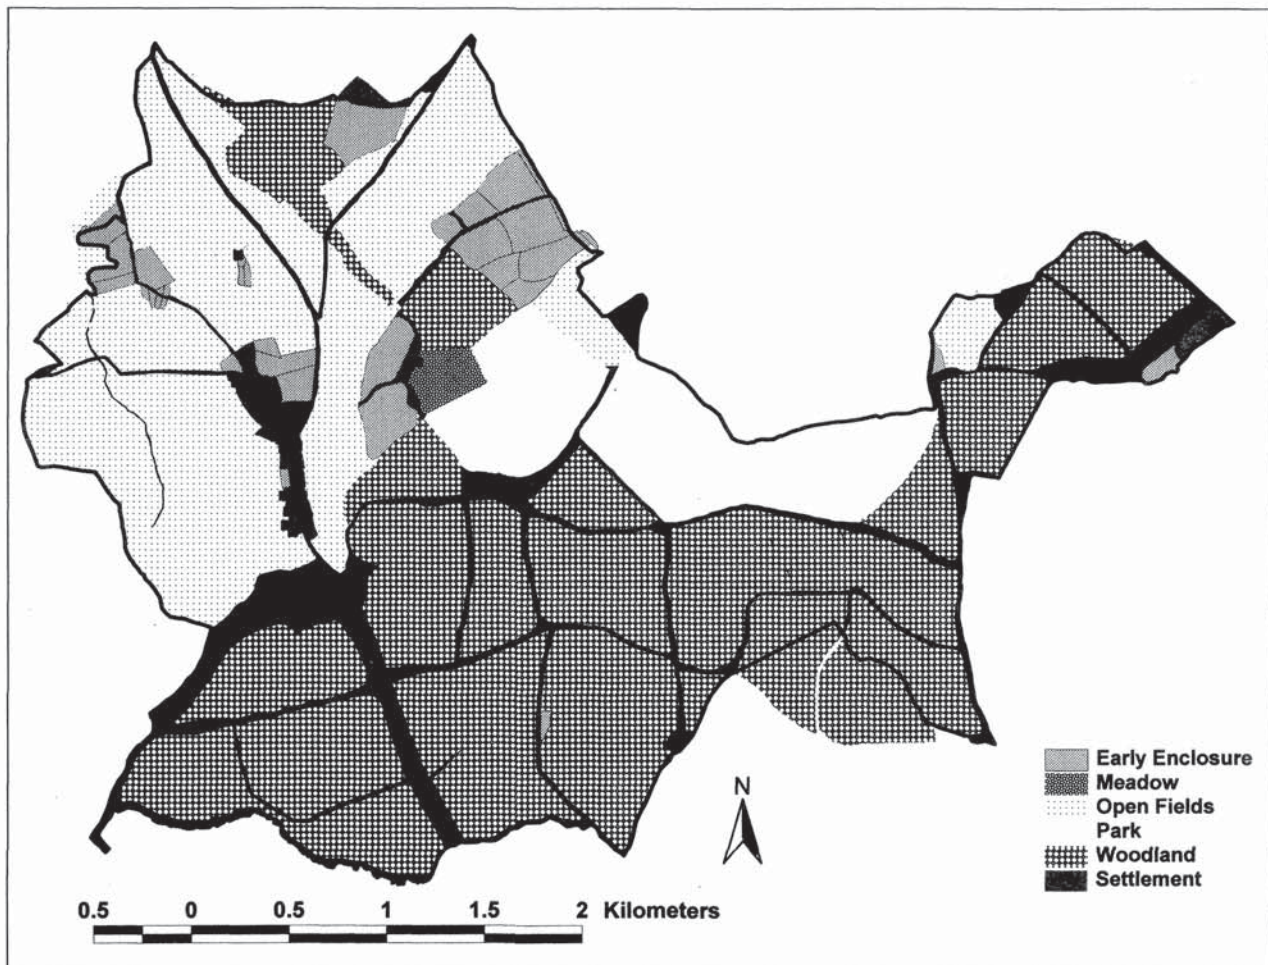 N
Early Enclosure
Meadow
Open Fields
Park
Woodland
Settlement
0.5 0 0.5 1 1.5 2 Kilometers